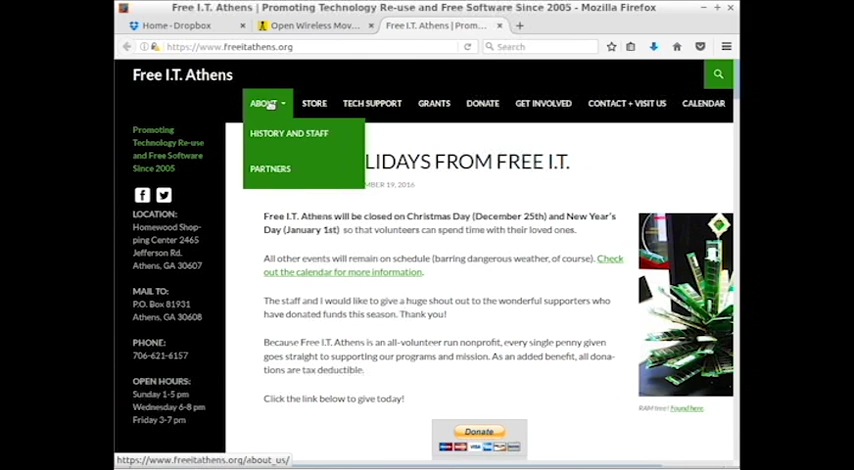 Free I.T. Athens | Promoting Technology Re-use and Free Software Since 2005 - Mozilla Firefox
Home - Dropbox
Open Wireless Mov...
Free I.T. Athens | Prom...
https://www.freeitathens.org
Search
Free I.T. Athens
ABOUT
STORE
TECH SUPPORT
GRANTS
DONATE
GET INVOLVED
CONTACT + VISIT US
CALENDAR
HISTORY AND STAFF
PARTNERS
Promoting
Technology Re-use
and Free Software
Since 2005
LOCATION:
Homewood Shop-
ping Center 2465
Jefferson Rd.
Athens, GA 30607
MAIL TO:
P.O. Box 81931
Athens, GA 30608
PHONE:
706-621-6157
OPEN HOURS:
Sunday 1-5 pm
Wednesday 6-8 pm
Friday 3-7 pm
LIDAYS FROM FREE I.T.
MBER 19, 2016
Free I.T. Athens will be closed on Christmas Day (December 25th) and New Year's
Day (January 1st) so that volunteers can spend time with their loved ones.
All other events will remain on schedule (barring dangerous weather, of course). Check
out the calendar for more information.
The staff and I would like to give a huge shout out to the wonderful supporters who
have donated funds this season. Thank you!
Because Free I.T. Athens is an all-volunteer run nonprofit, every single penny given
goes straight to supporting our programs and mission. As an added benefit, all dona-
tions are tax deductible.
Click the link below to give today!
Donate
RAM tree! Found here.
https://www.freeitathens.org/about_us/